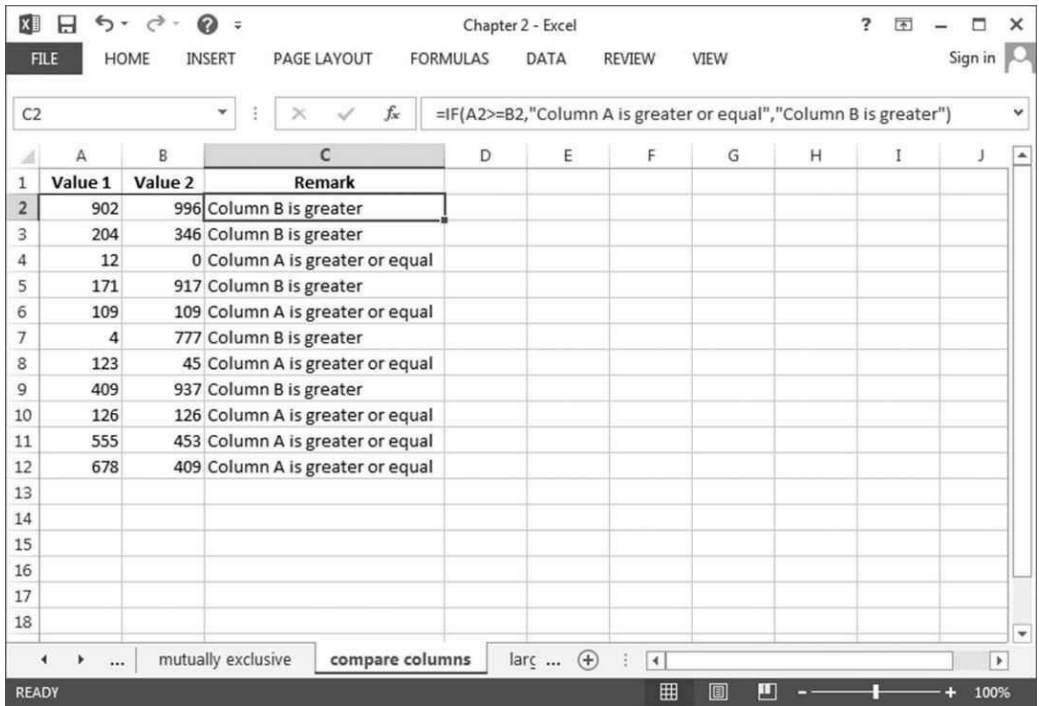 Chapter 2 - Excel
FILE HOME INSERT PAGE LAYOUT FORMULAS DATA REVIEW VIEW Sign in
C2 fx =IF(A2>=B2,"Column A is greater or equal","Column B is greater")
A B C D E F G H I J
1 Value 1 Value 2 Remark
2 902 996 Column B is greater
3 204 346 Column B is greater
4 12 0 Column A is greater or equal
5 171 917 Column B is greater
6 109 109 Column A is greater or equal
7 4 777 Column B is greater
8 123 45 Column A is greater or equal
9 409 937 Column B is greater
10 126 126 Column A is greater or equal
11 555 453 Column A is greater or equal
12 678 409 Column A is greater or equal
13
14
15
16
17
18
... mutually exclusive compare columns larg ...
READY 100%